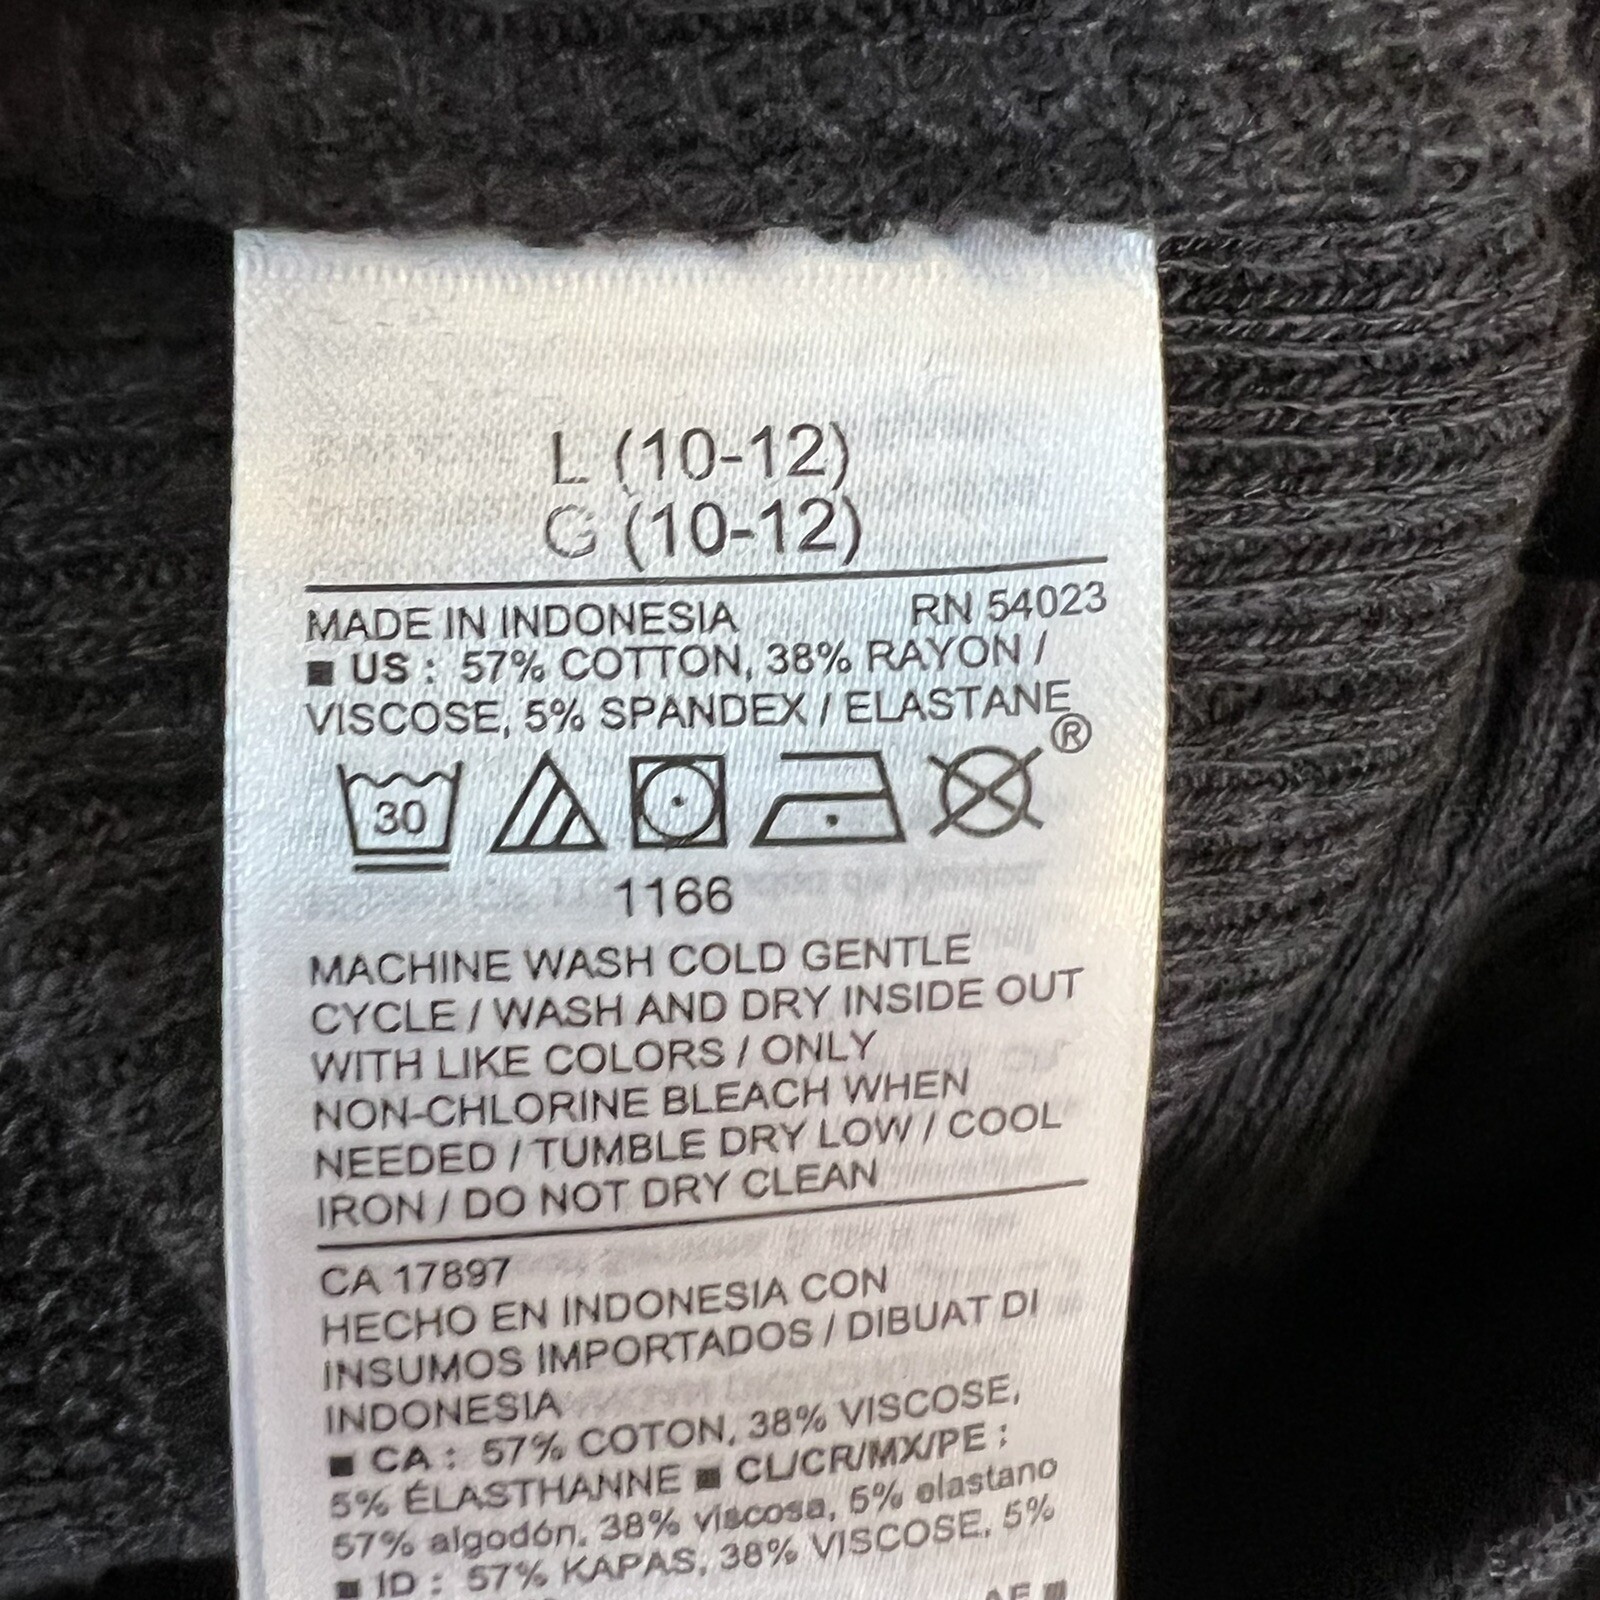 L (10-12)
G (10-12)
MADE IN INDONESIA RN 54023
■ US : 57% COTTON, 38% RAYON /
VISCOSE, 5% SPANDEX / ELASTANE
®
30
1166
MACHINE WASH COLD GENTLE
CYCLE / WASH AND DRY INSIDE OUT
WITH LIKE COLORS / ONLY
NON-CHLORINE BLEACH WHEN
NEEDED / TUMBLE DRY LOW / COOL
IRON / DO NOT DRY CLEAN
CA 17897
HECHO EN INDONESIA CON
INSUMOS IMPORTADOS / DIBUAT DI
INDONESIA
■ CA : 57% COTON, 38% VISCOSE,
5% ÉLASTHANNE ■ CL/CR/MX/PE :
57% algodón, 38% viscosa, 5% elastano
■ ID : 57% KAPAS, 38% VISCOSE, 5%